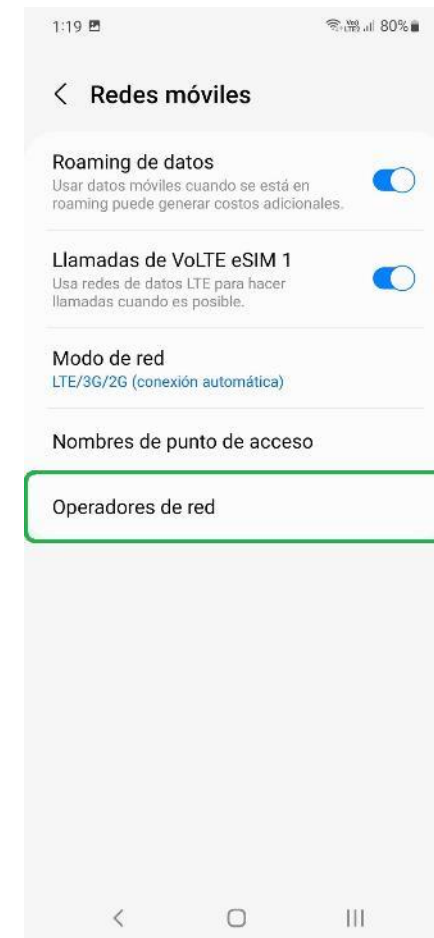 1:19 80%
Redes móviles
Roaming de datos
Usar datos móviles cuando se está en
roaming puede generar costos adicionales.
Llamadas de VoLTE eSIM 1
Usa redes de datos LTE para hacer
llamadas cuando es posible.
Modo de red
LTE/3G/2G (conexión automática)
Nombres de punto de acceso
Operadores de red